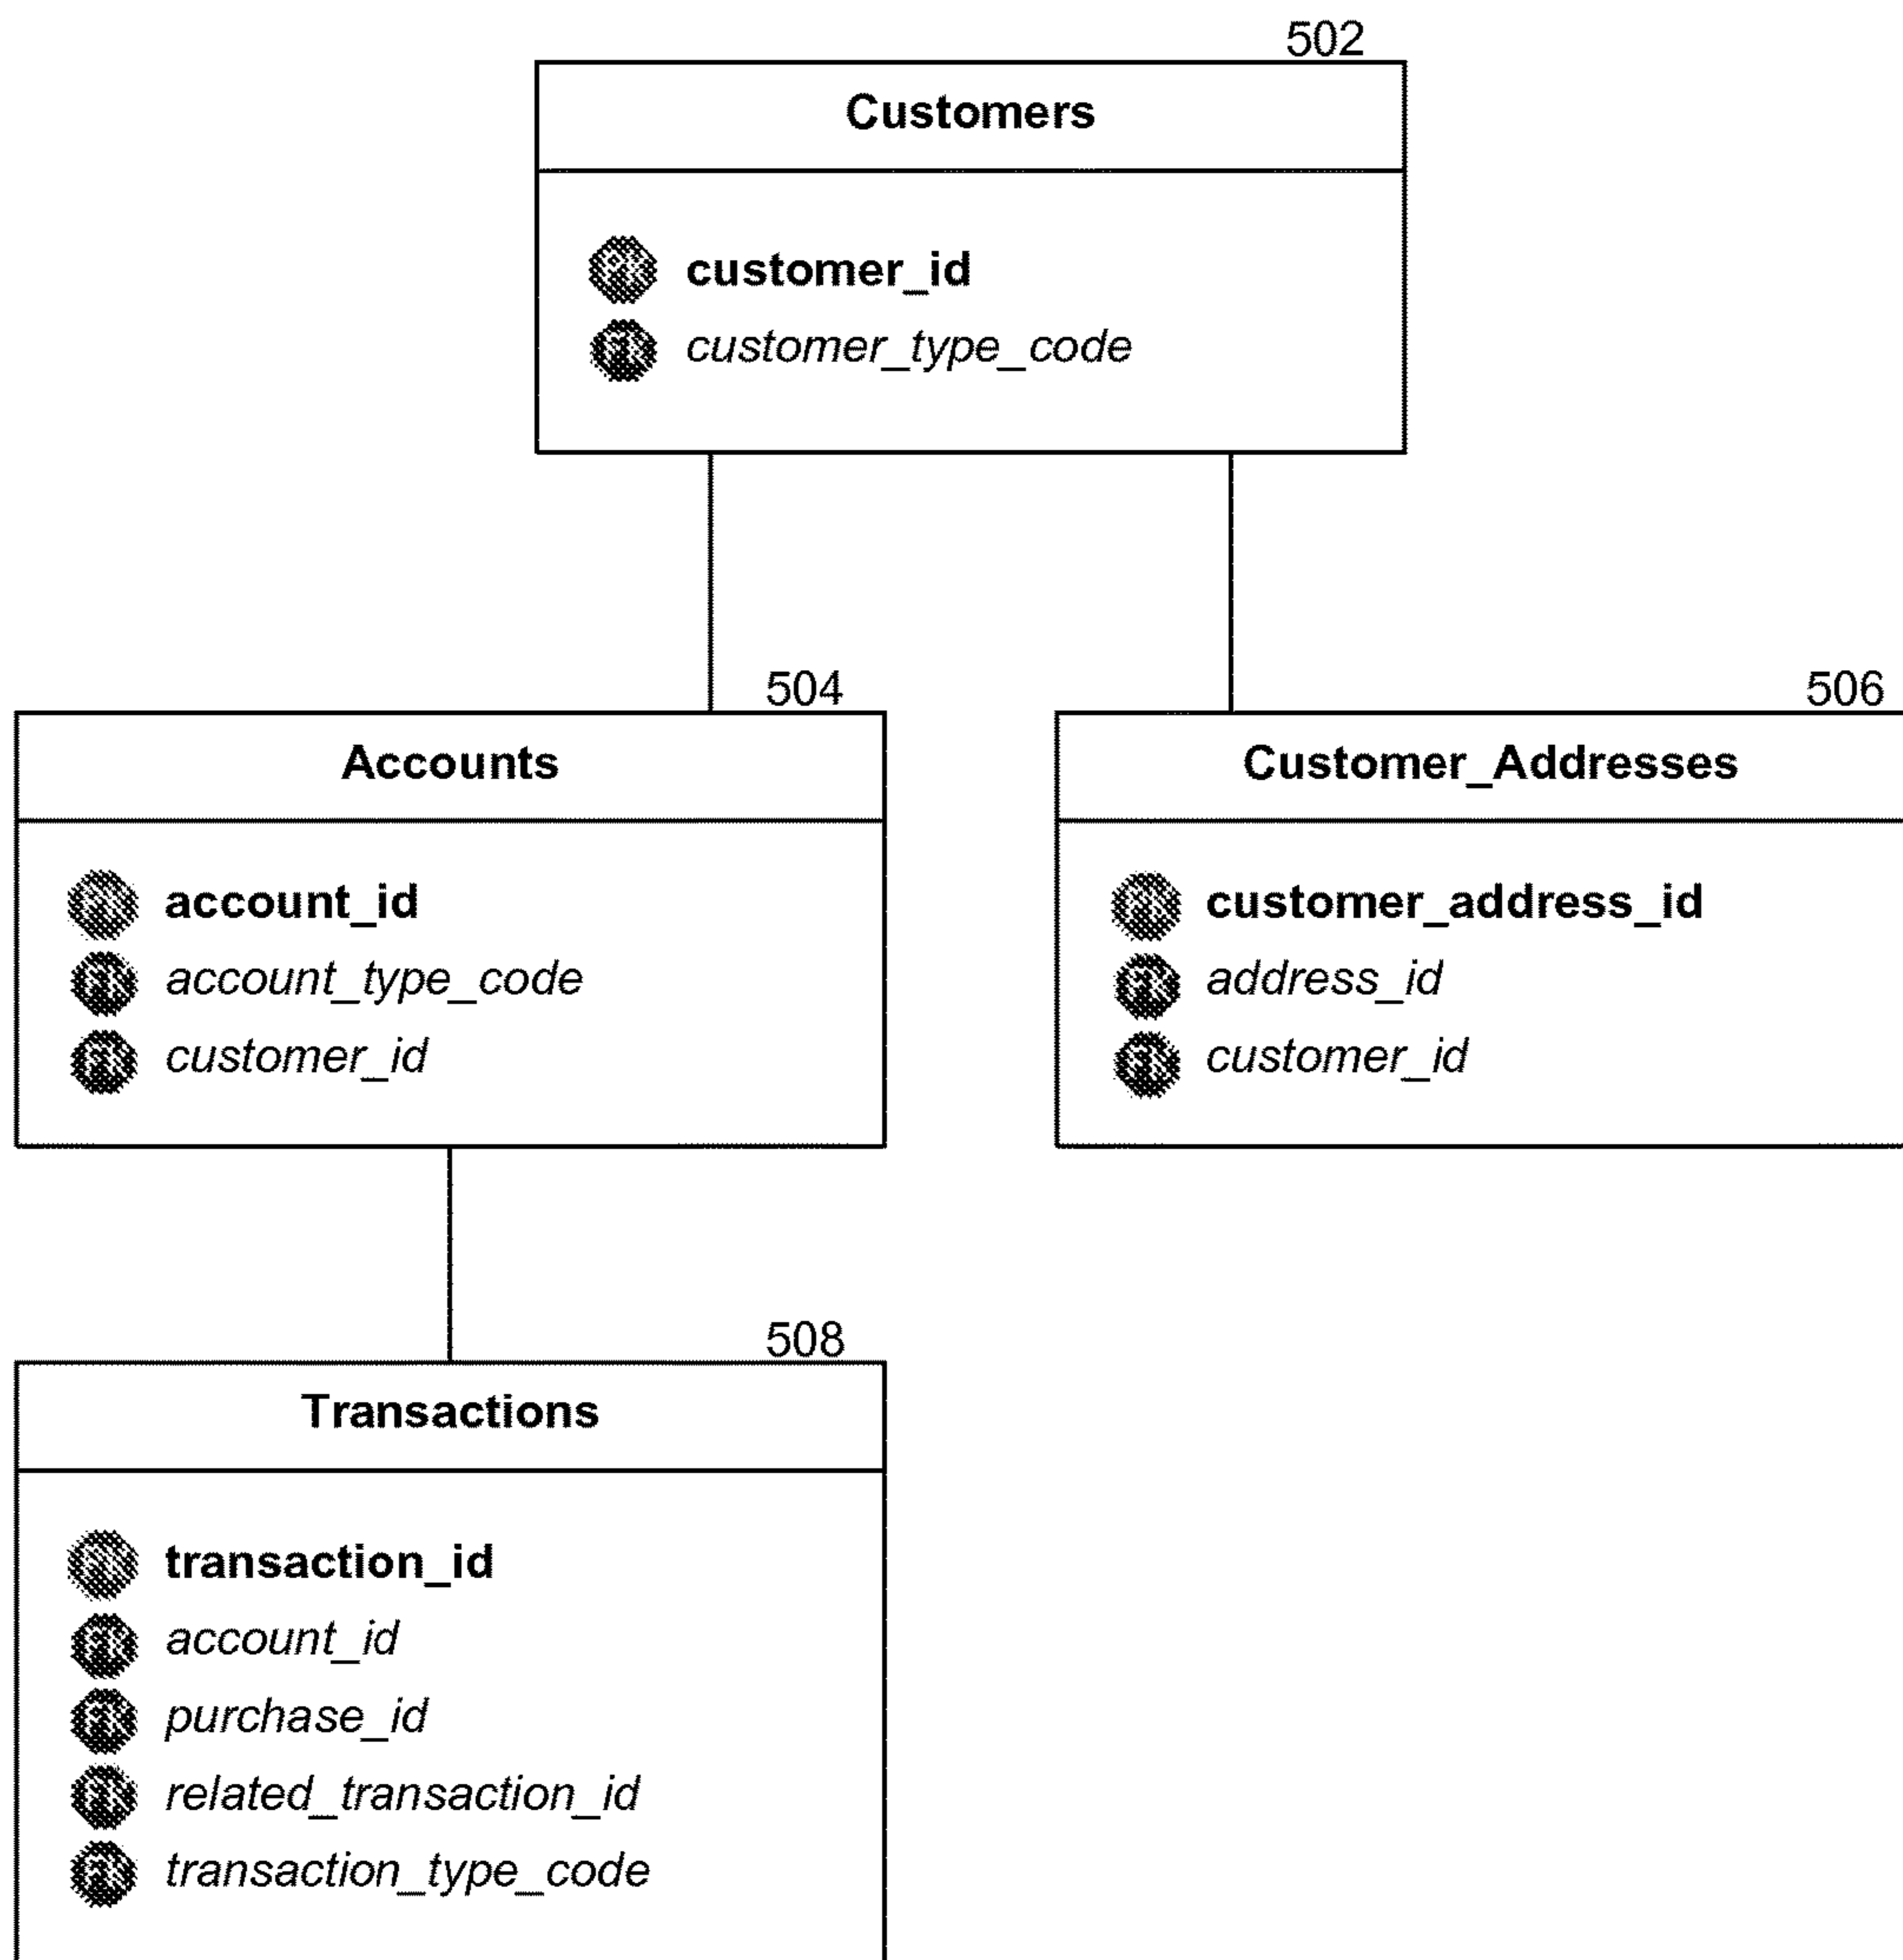 502
Customers
customer_id
customer_type_code
504
Accounts
account_id
account_type_code
customer_id
506
Customer_Addresses
customer_address_id
address_id
customer_id
508
Transactions
transaction_id
account_id
purchase_id
related_transaction_id
transaction_type_code